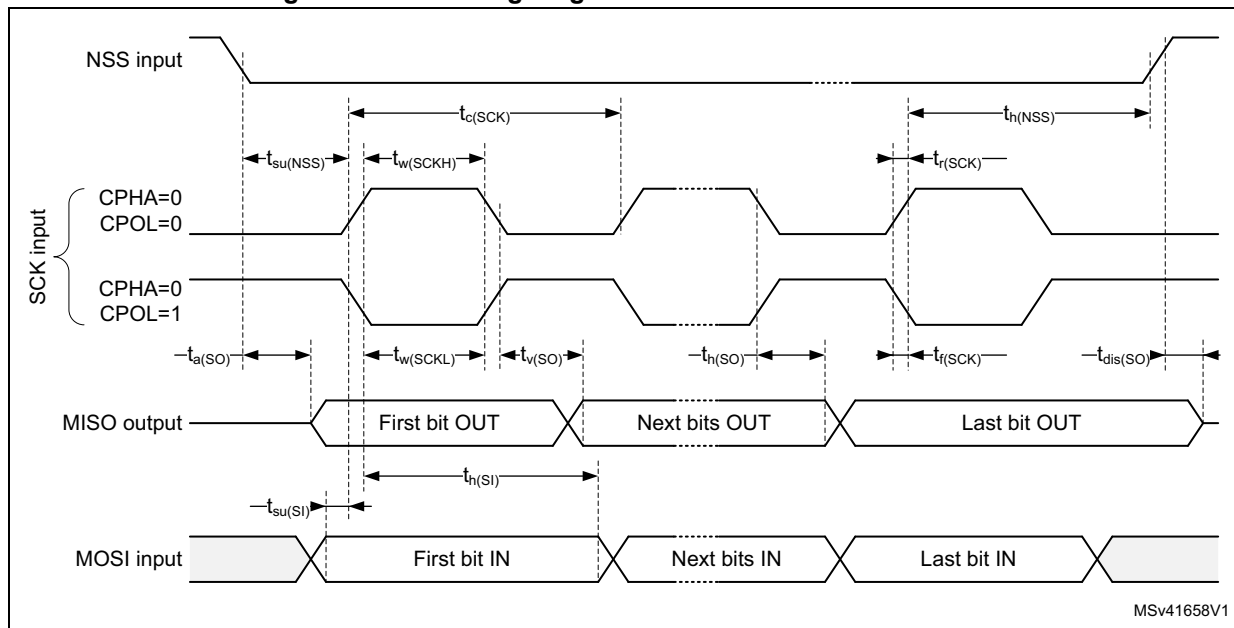 NSS input
tc(SCK)
th(NSS)
tsu(NSS)
tw(SCKH)
tr(SCK)
SCK input
CPHA=0
CPOL=0
CPHA=0
CPOL=1
ta(SO)
tw(SCKL)
tv(SO)
th(SO)
tf(SCK)
tdis(SO)
MISO output
First bit OUT
Next bits OUT
Last bit OUT
th(SI)
tsu(SI)
MOSI input
First bit IN
Next bits IN
Last bit IN
MSv41658V1